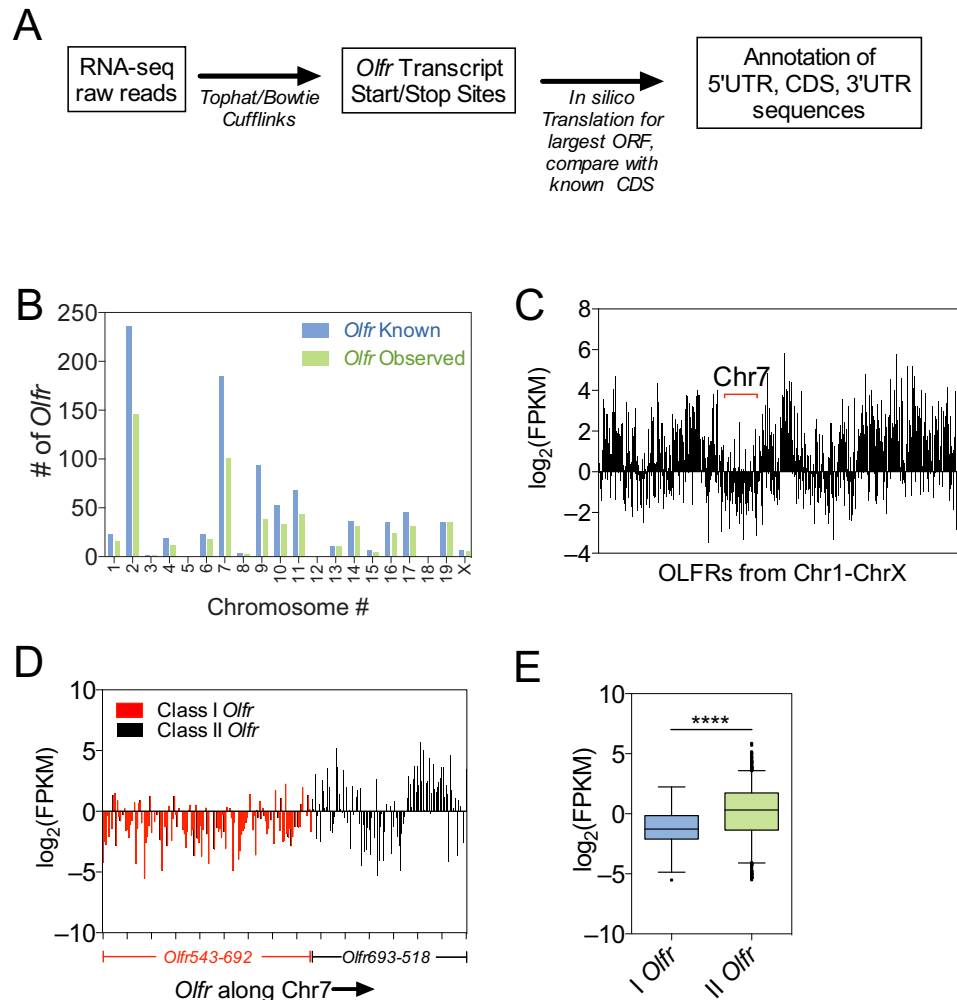 A
RNA-seq
raw reads
Tophat/Bowtie
Cufflinks
Olfr Transcript
Start/Stop Sites
In silico
Translation for
largest ORF,
compare with
known CDS
Annotation of
5'UTR, CDS, 3'UTR
sequences
B
250
200
150
100
50
0
# of Olfr
Olfr Known
Olfr Observed
1 2 3 4 5 6 7 8 9 10 11 12 13 14 15 16 17 18 19 X
Chromosome #
C
8
6
4
2
0
−2
−4
log2(FPKM)
Chr7
OLFRs from Chr1-ChrX
D
10
5
0
−5
−10
log2(FPKM)
Class I Olfr
Class II Olfr
Olfr543-692
Olfr693-518
Olfr along Chr7
E
10
5
0
−5
−10
log2(FPKM)
****
I Olfr
II Olfr